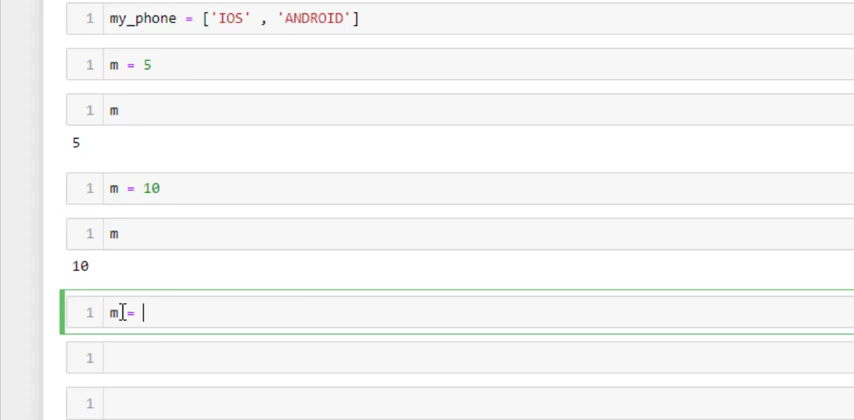 1 my_phone = ['IOS' , 'ANDROID']
1 m = 5
1 m
5
1 m = 10
1 m
10
1 m =
1
1